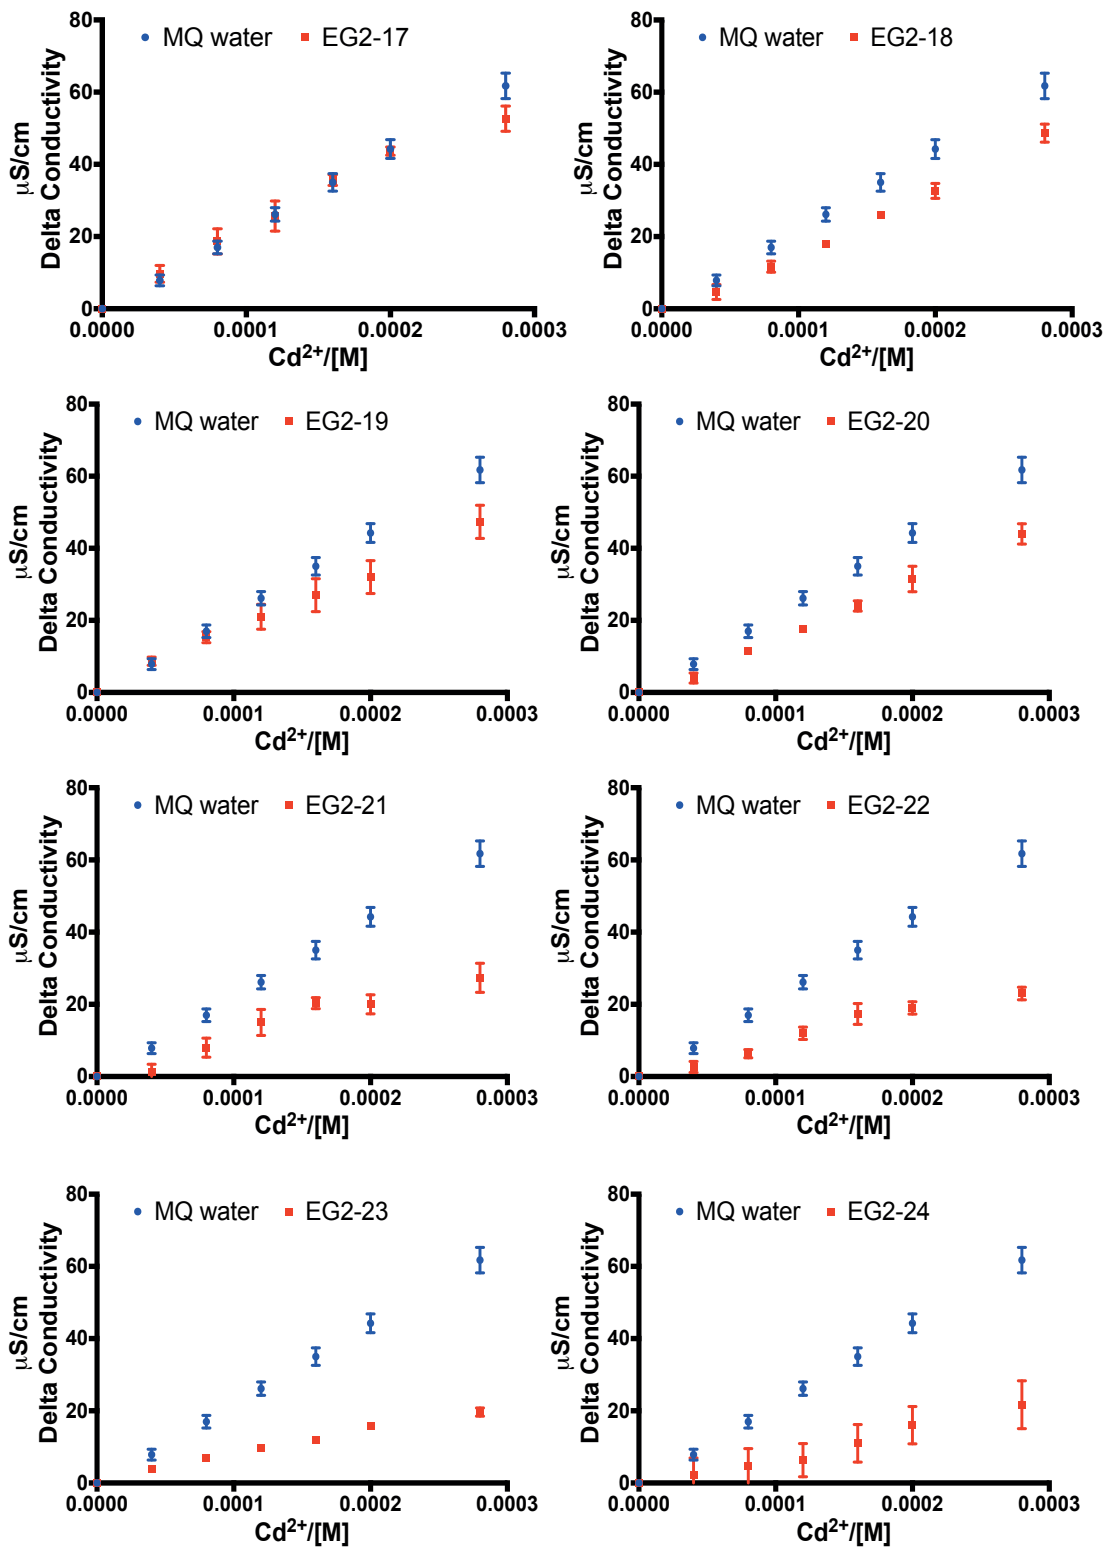 MQ water EG2-17
μS/cm
Delta Conductivity
80
60
40
20
0
0.0000 0.0001 0.0002 0.0003
Cd²⁺/[M]
MQ water EG2-18
μS/cm
Delta Conductivity
80
60
40
20
0
0.0000 0.0001 0.0002 0.0003
Cd²⁺/[M]
MQ water EG2-19
μS/cm
Delta Conductivity
80
60
40
20
0
0.0000 0.0001 0.0002 0.0003
Cd²⁺/[M]
MQ water EG2-20
μS/cm
Delta Conductivity
80
60
40
20
0
0.0000 0.0001 0.0002 0.0003
Cd²⁺/[M]
MQ water EG2-21
μS/cm
Delta Conductivity
80
60
40
20
0
0.0000 0.0001 0.0002 0.0003
Cd²⁺/[M]
MQ water EG2-22
μS/cm
Delta Conductivity
80
60
40
20
0
0.0000 0.0001 0.0002 0.0003
Cd²⁺/[M]
MQ water EG2-23
μS/cm
Delta Conductivity
80
60
40
20
0
0.0000 0.0001 0.0002 0.0003
Cd²⁺/[M]
MQ water EG2-24
μS/cm
Delta Conductivity
80
60
40
20
0
0.0000 0.0001 0.0002 0.0003
Cd²⁺/[M]